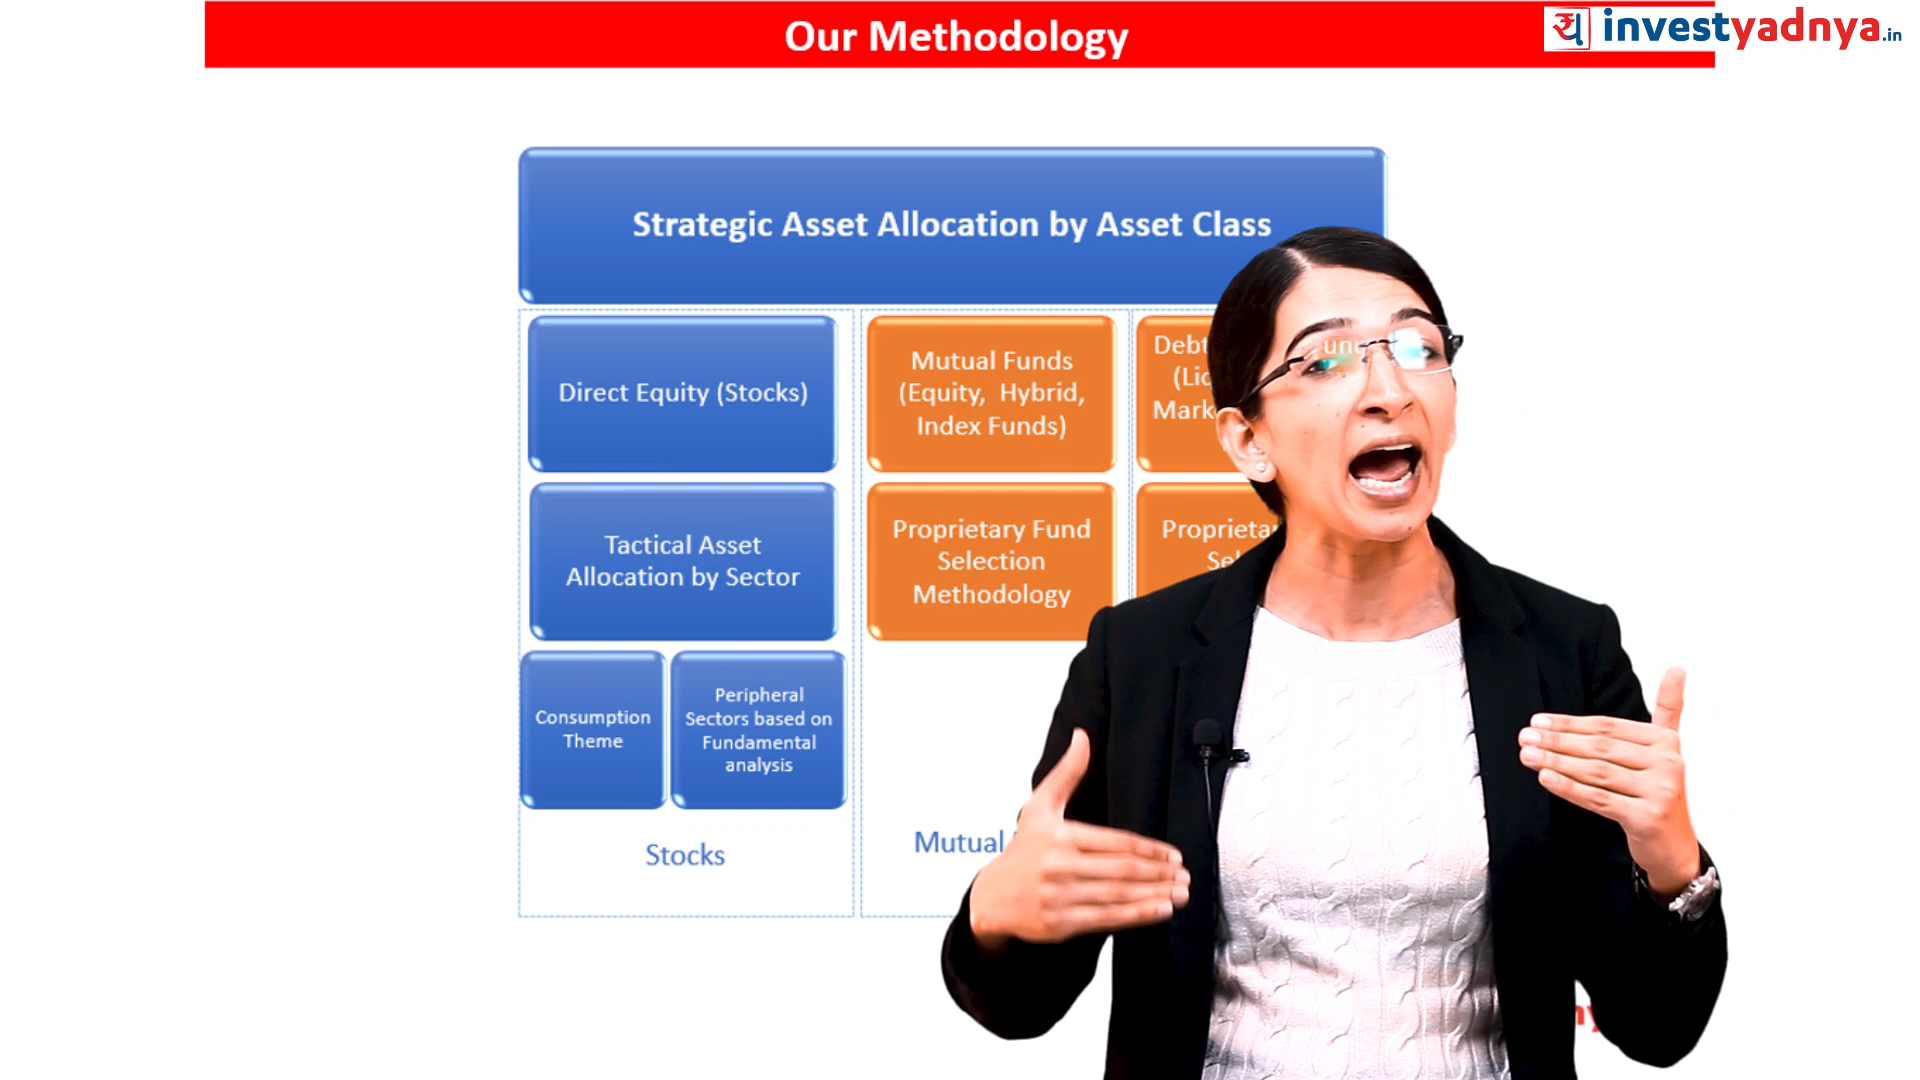 Our Methodology
investyadnya.in
Strategic Asset Allocation by Asset Class
Direct Equity (Stocks)
Mutual Funds
(Equity, Hybrid,
Index Funds)
Debt
Tactical Asset
Allocation by Sector
Proprietary Fund
Selection
Methodology
Consumption
Theme
Peripheral
Sectors based on
Fundamental
analysis
Stocks
Mutual